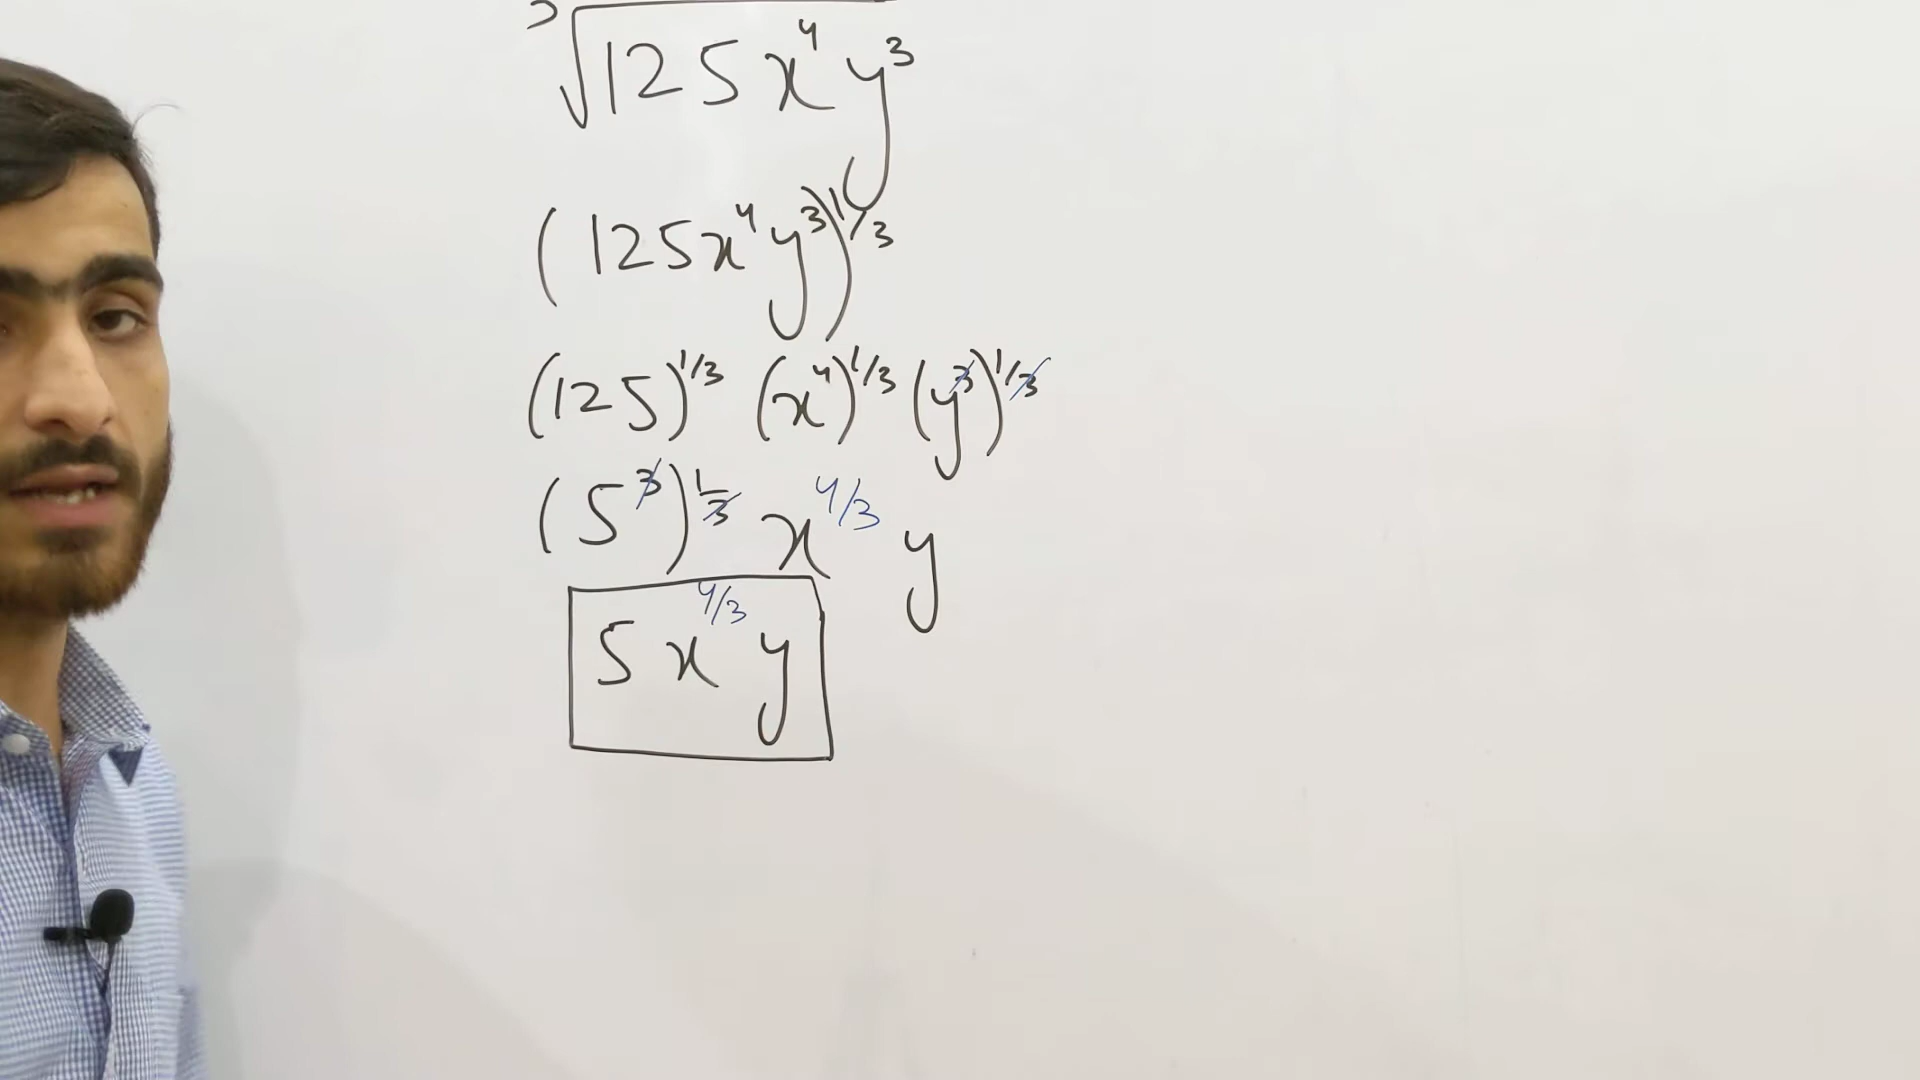 ∛125x⁴y³
(125x⁴y³)^1/3
(125)^1/3 (x⁴)^1/3 (y³)^1/3
(5³)^1/3 x^4/3 y
5x^4/3 y